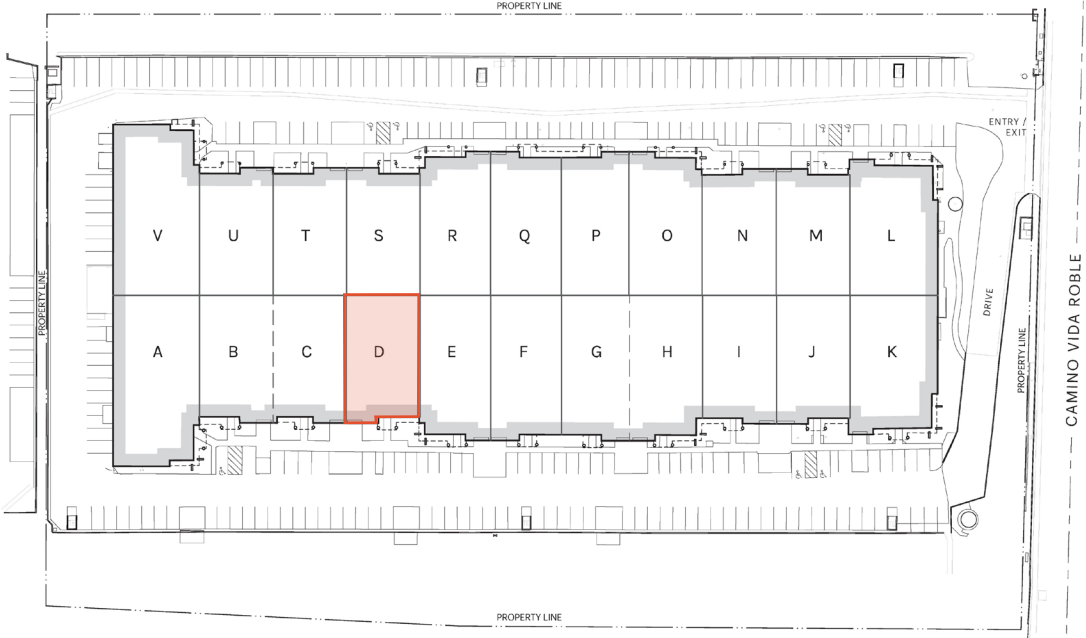 PROPERTY LINE
ENTRY /
EXIT
V
U
T
S
R
Q
P
O
N
M
L
PROPERTY LINE
DRIVE
CAMINO VIDA ROBLE
PROPERTY LINE
A
B
C
D
E
F
G
H
I
J
K
PROPERTY LINE